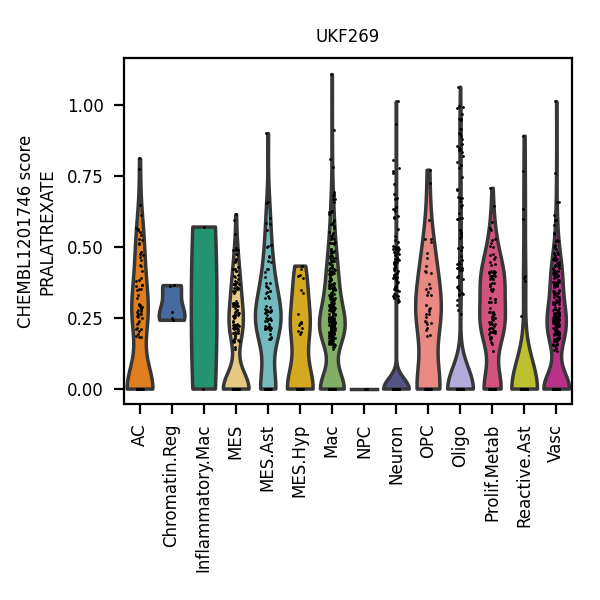 UKF269
CHEMBL1201746 score
PRALATREXATE
1.00
0.75
0.50
0.25
0.00
AC
Chromatin.Reg
Inflammatory.Mac
MES
MES.Ast
MES.Hyp
Mac
NPC
Neuron
OPC
Oligo
Prolif.Metab
Reactive.Ast
Vasc